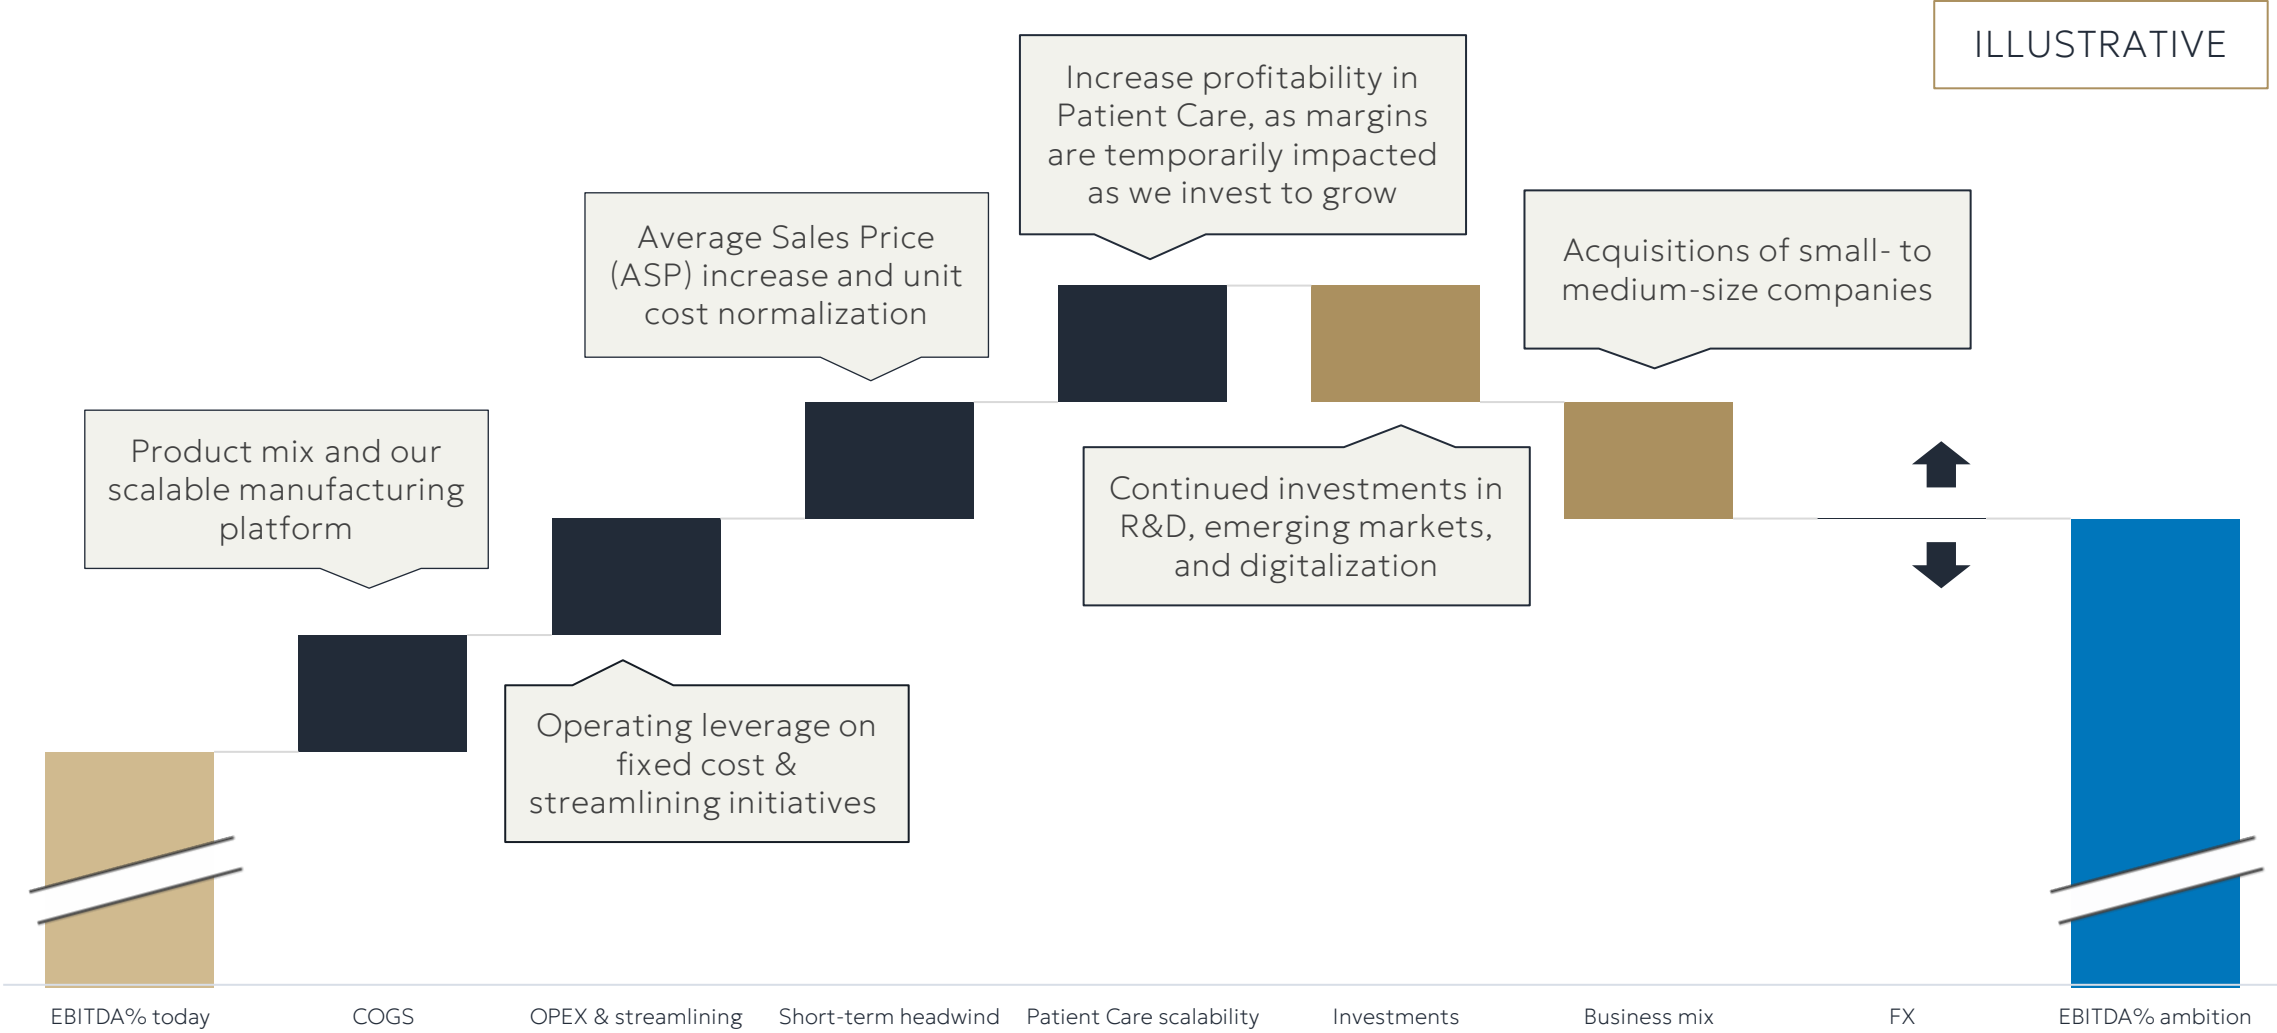 ILLUSTRATIVE
Increase profitability in
Patient Care, as margins
are temporarily impacted
as we invest to grow
Average Sales Price
(ASP) increase and unit
cost normalization
Acquisitions of small- to
medium-size companies
Product mix and our
scalable manufacturing
platform
Continued investments in
R&D, emerging markets,
and digitalization
Operating leverage on
fixed cost &
streamlining initiatives
EBITDA% today
COGS
OPEX & streamlining
Short-term headwind
Patient Care scalability
Investments
Business mix
FX
EBITDA% ambition